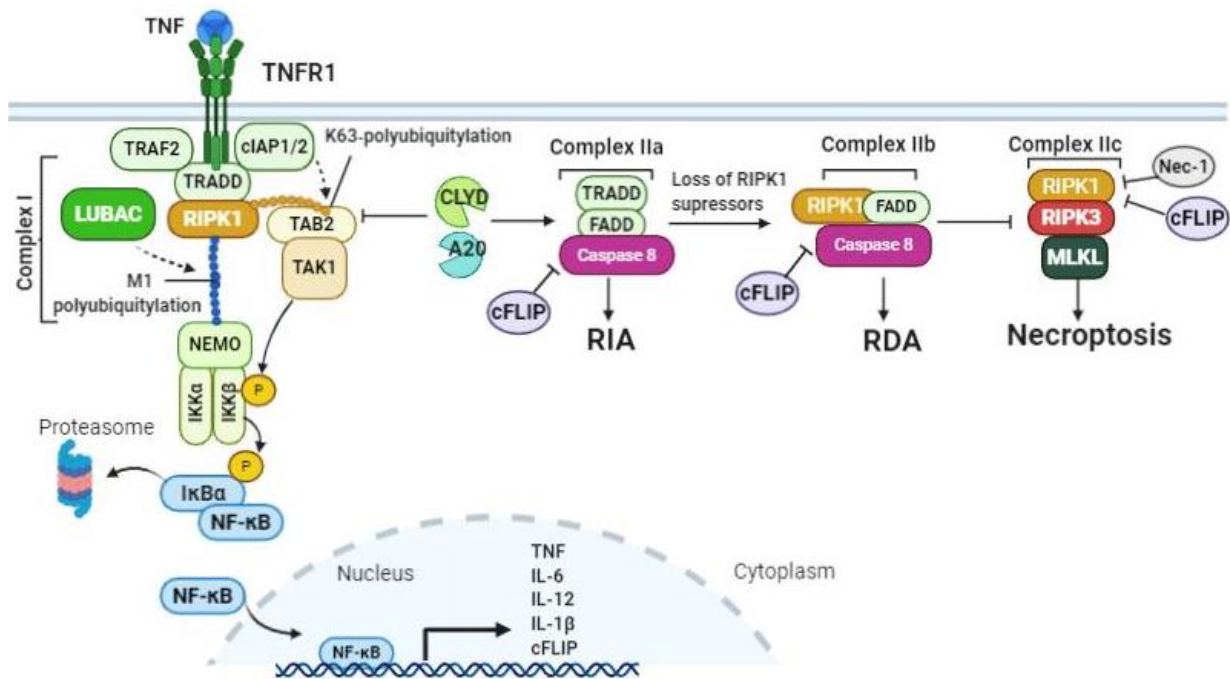 TNF
TNFR1
K63-polyubiquitylation
TRAF2
cIAP1/2
TRADD
Complex I
LUBAC
RIPK1
TAB2
TAK1
M1
polyubiquitylation
NEMO
IKKα
IKKβ
P
Proteasome
P
IκBα
NF-κB
CLYD
A20
Complex IIa
TRADD
FADD
Caspase 8
cFLIP
RIA
Loss of RIPK1
supressors
Complex IIb
RIPK1
FADD
Caspase 8
cFLIP
RDA
Complex IIc
RIPK1
RIPK3
MLKL
Nec-1
cFLIP
Necroptosis
Nucleus
Cytoplasm
TNF
IL-6
IL-12
IL-1β
cFLIP
NF-κB
NF-κB